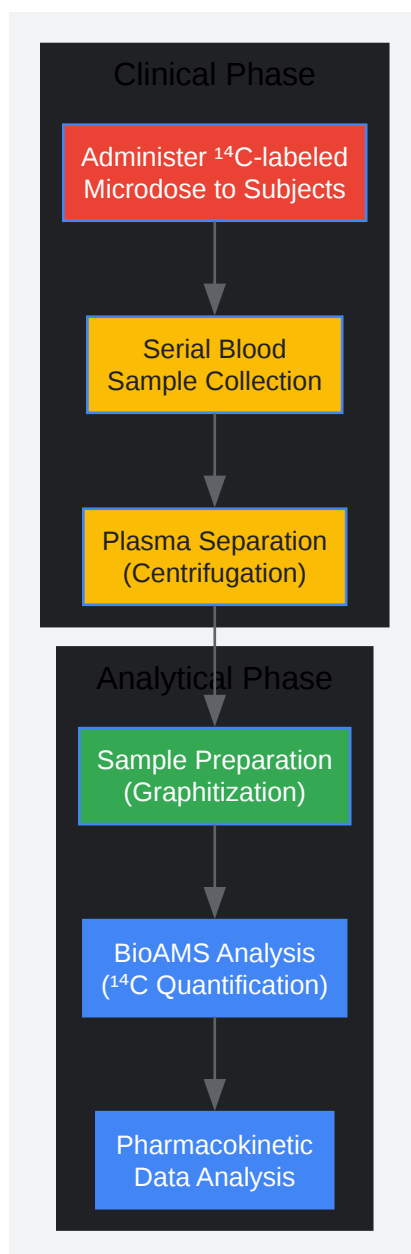 Clinical Phase
Administer ¹⁴C-labeled
Microdose to Subjects
Serial Blood
Sample Collection
Plasma Separation
(Centrifugation)
Analytical Phase
Sample Preparation
(Graphitization)
BioAMS Analysis
(¹⁴C Quantification)
Pharmacokinetic
Data Analysis